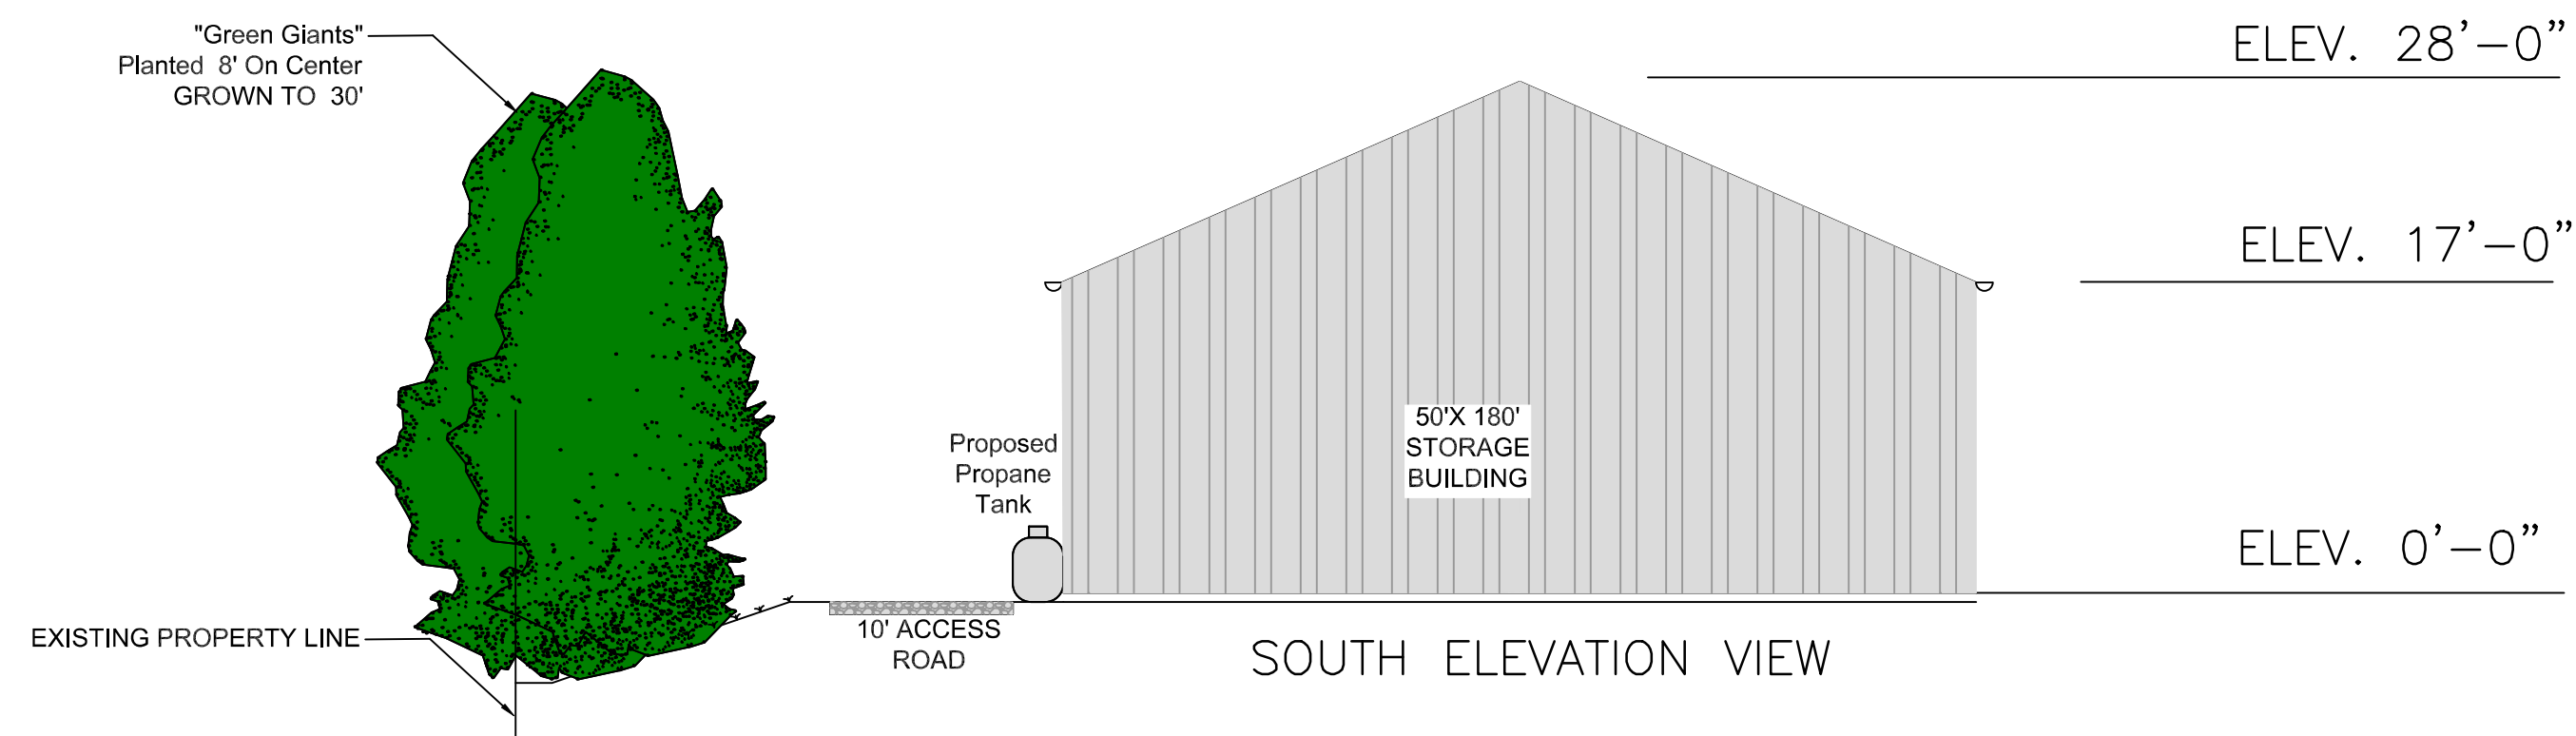 "Green Giants"
Planted 8' On Center
GROWN TO 30'
ELEV. 28'-0"
ELEV. 17'-0"
50'X 180'
STORAGE
BUILDING
Proposed
Propane
Tank
ELEV. 0'-0"
EXISTING PROPERTY LINE
10' ACCESS
ROAD
SOUTH ELEVATION VIEW